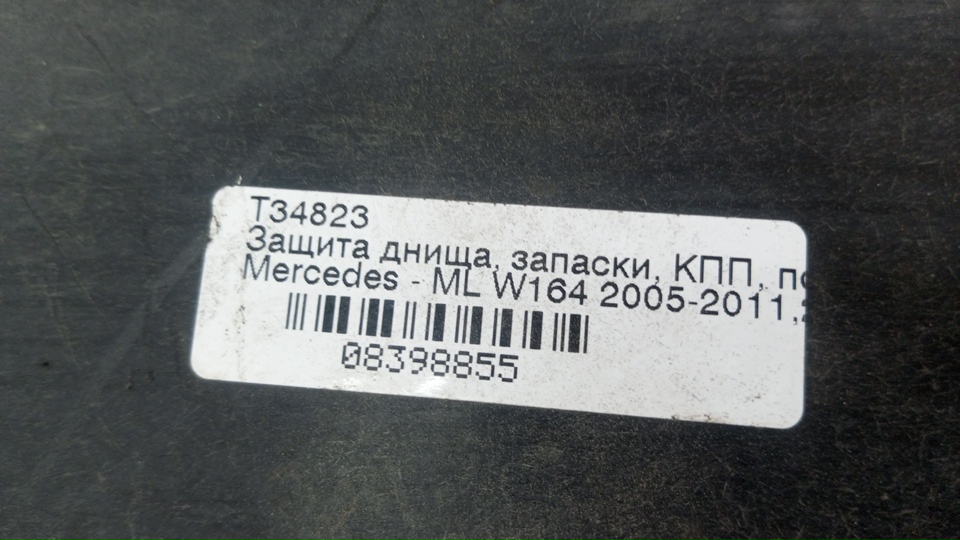 T34823
Защита днища, запаски, КПП,
Mercedes - ML W164 2005-2011,
08398855